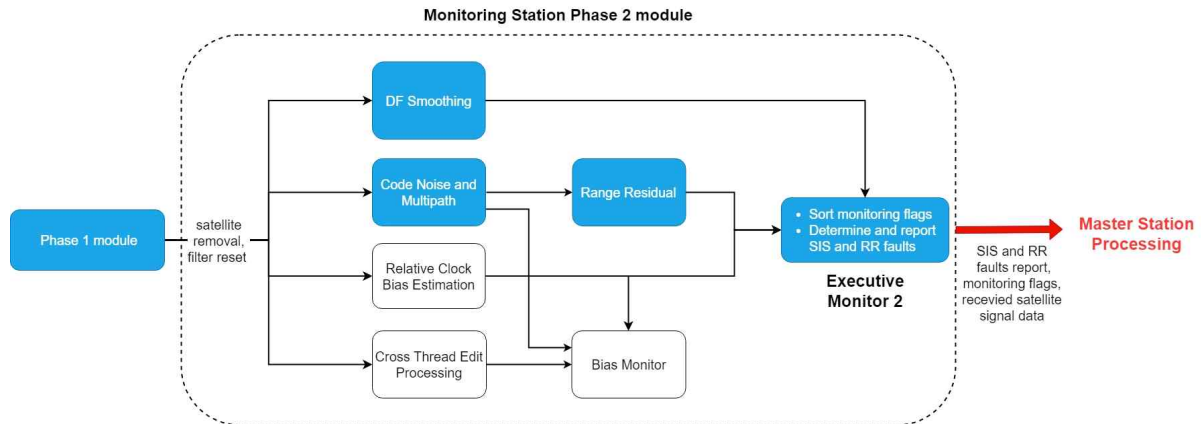 Monitoring Station Phase 2 module
Phase 1 module
satellite
removal,
filter reset
DF Smoothing
Code Noise and
Multipath
Range Residual
Relative Clock
Bias Estimation
Cross Thread Edit
Processing
Bias Monitor
• Sort monitoring flags
• Determine and report
SIS and RR faults
Executive
Monitor 2
Master Station
Processing
SIS and RR
faults report,
monitoring flags,
recevied satellite
signal data